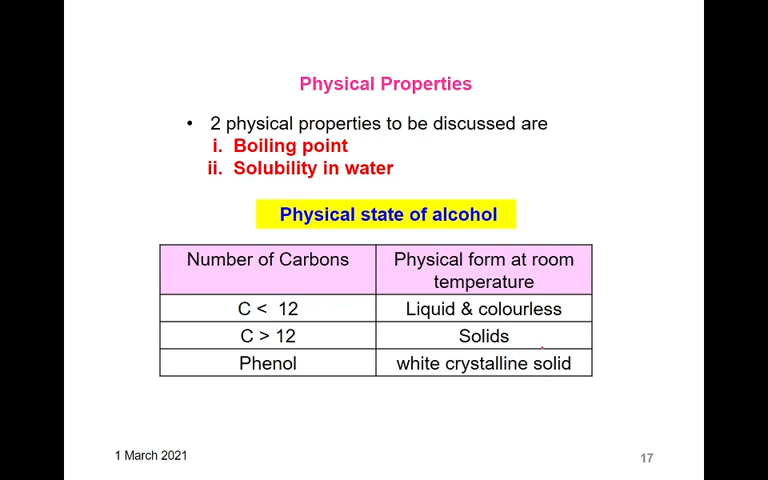 Physical Properties
• 2 physical properties to be discussed are
i. Boiling point
ii. Solubility in water
Physical state of alcohol
Number of Carbons
Physical form at room
temperature
C < 12
Liquid & colourless
C > 12
Solids
Phenol
white crystalline solid
1 March 2021
17